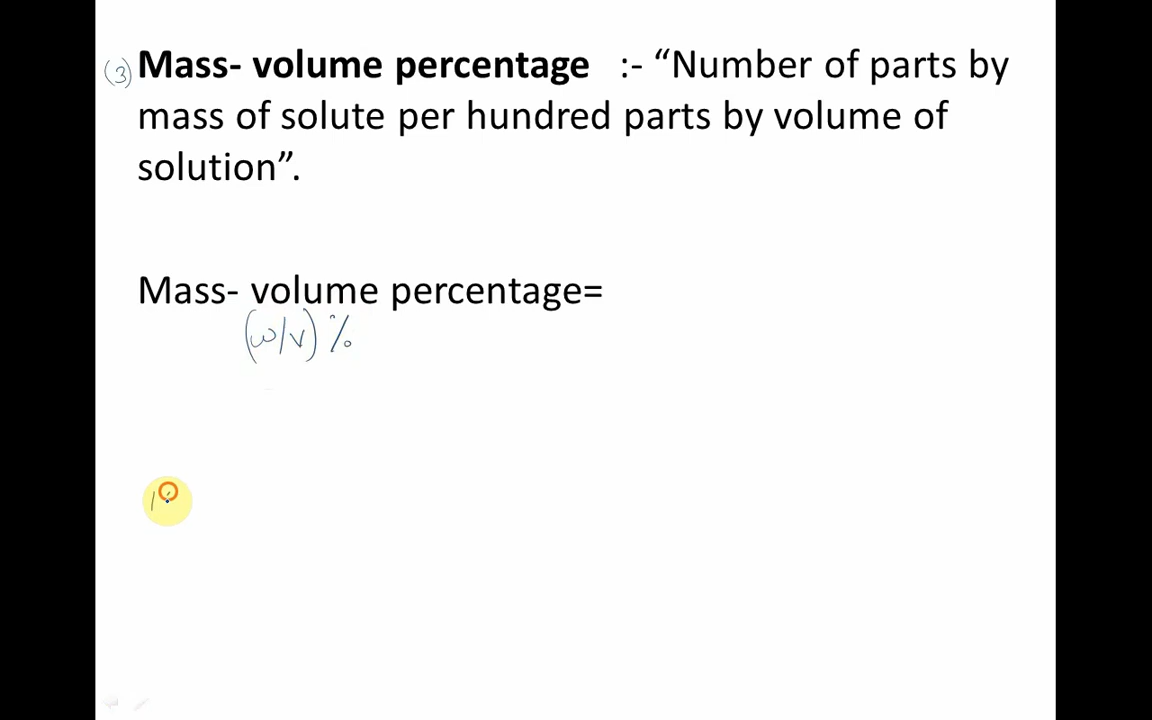 (3) Mass- volume percentage :- “Number of parts by
mass of solute per hundred parts by volume of
solution”.
Mass- volume percentage=
(w/v) %